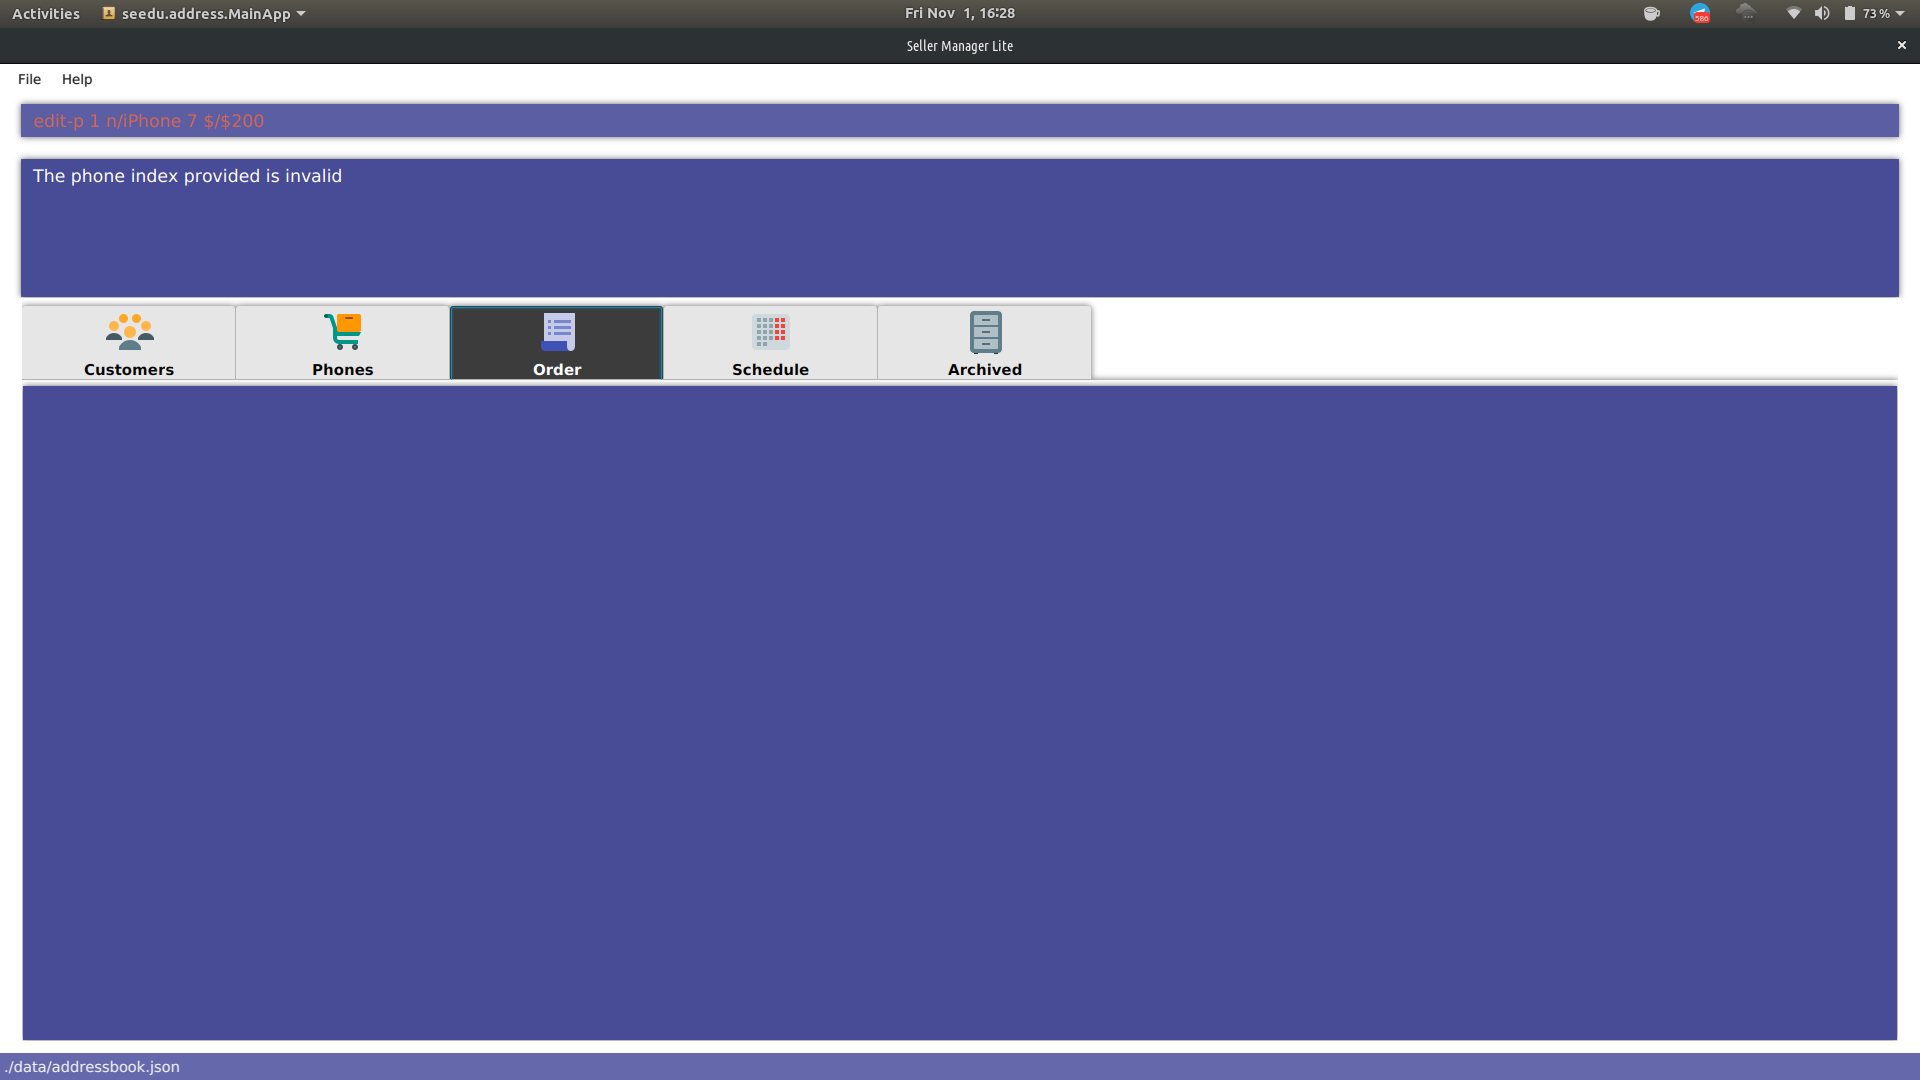 Activities seedu.address.MainApp Fri Nov 1, 16:28 586 73 %
Seller Manager Lite
File Help
edit-p 1 n/iPhone 7 $/$200
The phone index provided is invalid
Customers Phones Order Schedule Archived
./data/addressbook.json